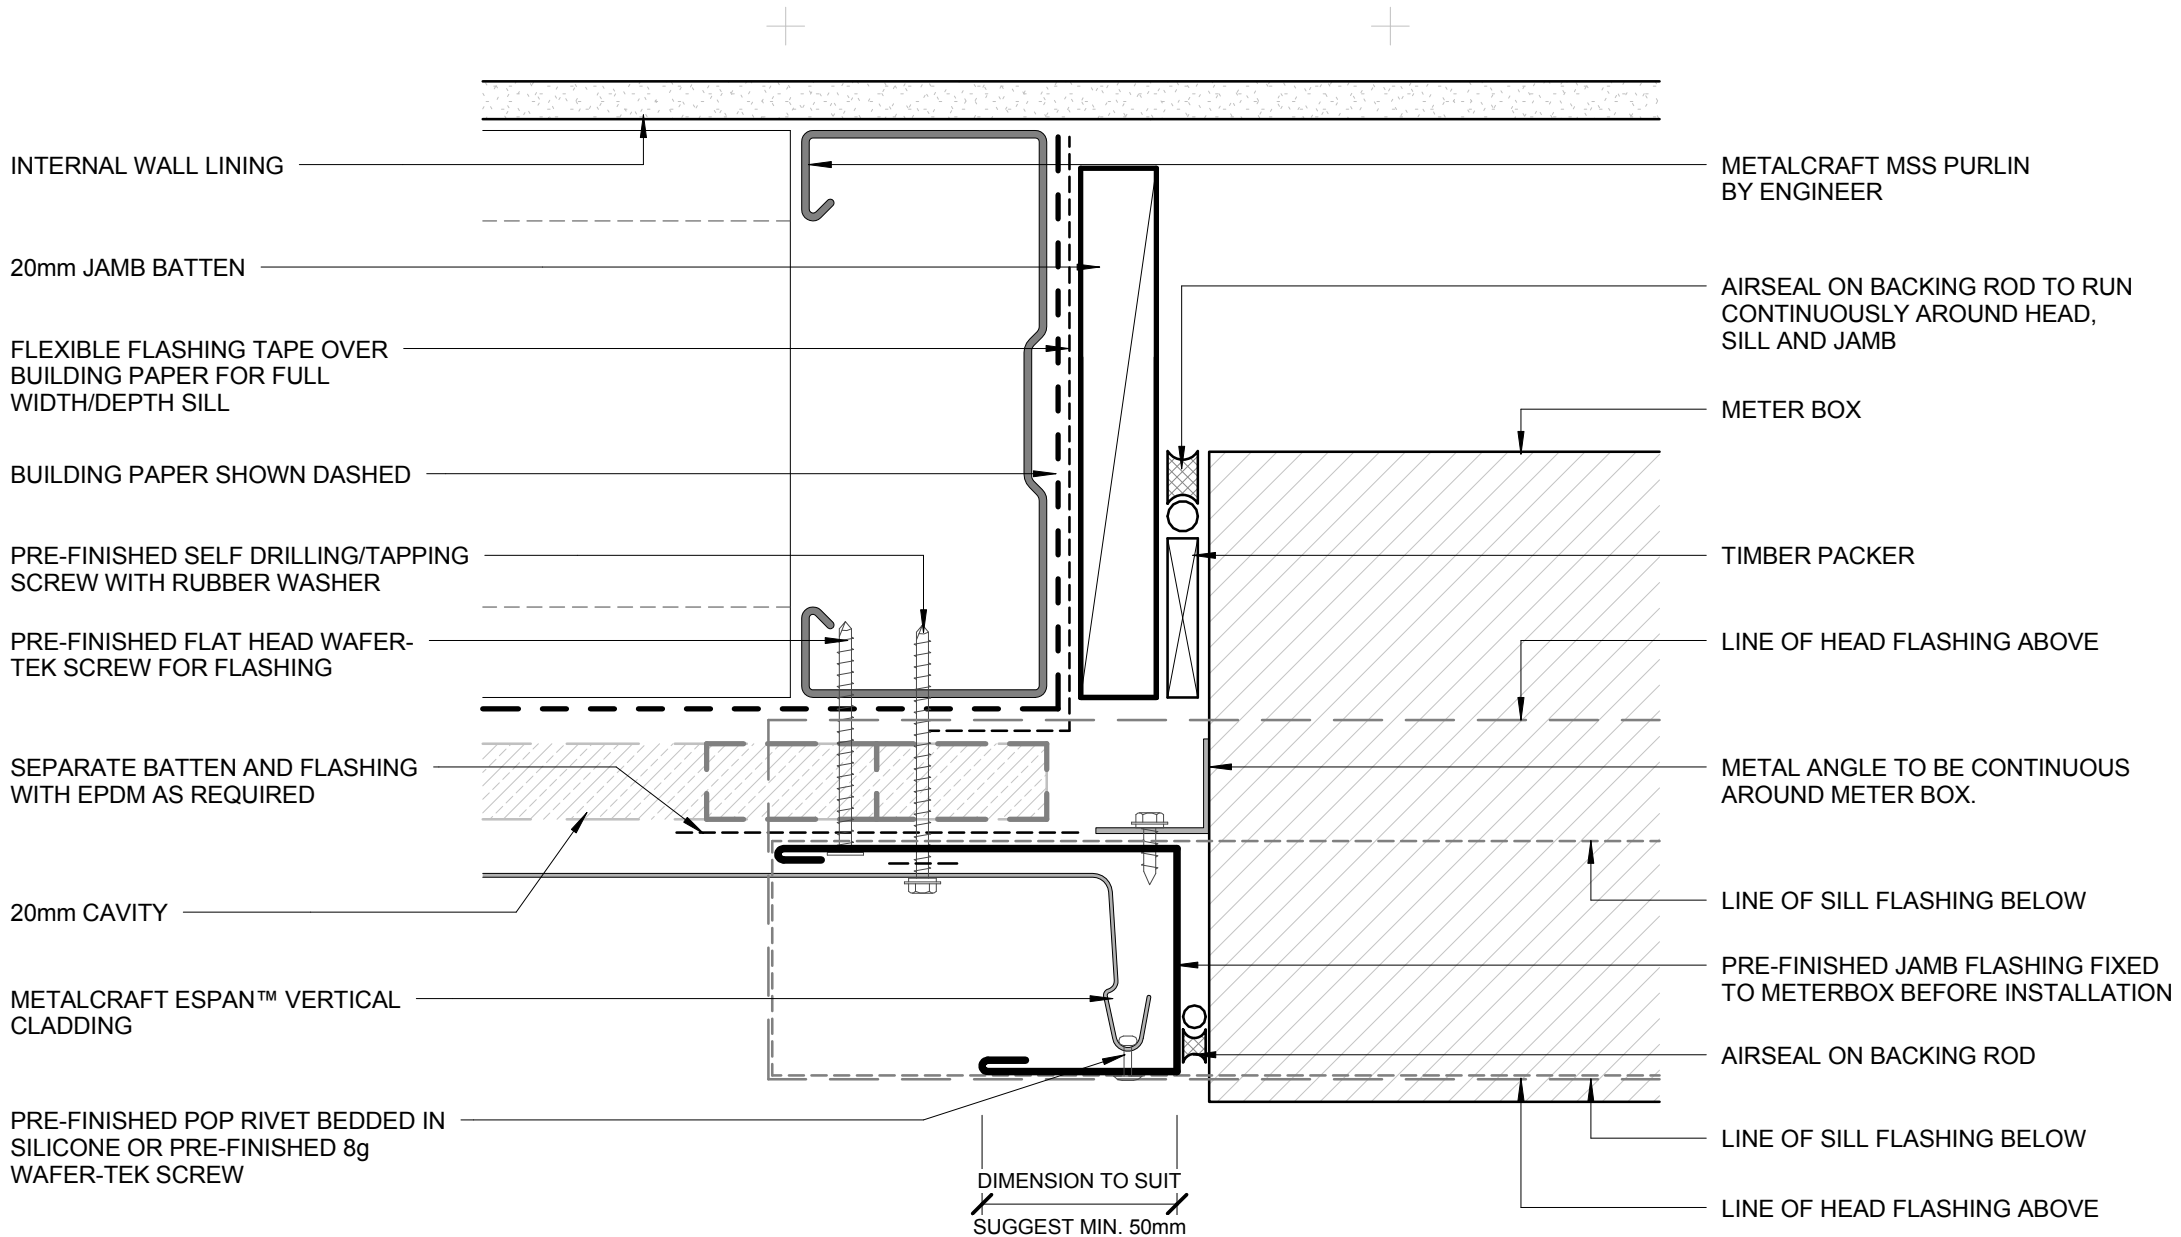 INTERNAL WALL LINING
20mm JAMB BATTEN
FLEXIBLE FLASHING TAPE OVER
BUILDING PAPER FOR FULL
WIDTH/DEPTH SILL
BUILDING PAPER SHOWN DASHED
PRE-FINISHED SELF DRILLING/TAPPING
SCREW WITH RUBBER WASHER
PRE-FINISHED FLAT HEAD WAFER-
TEK SCREW FOR FLASHING
SEPARATE BATTEN AND FLASHING
WITH EPDM AS REQUIRED
20mm CAVITY
METALCRAFT ESPAN™ VERTICAL
CLADDING
PRE-FINISHED POP RIVET BEDDED IN
SILICONE OR PRE-FINISHED 8g
WAFER-TEK SCREW
DIMENSION TO SUIT
SUGGEST MIN. 50mm
METALCRAFT MSS PURLIN
BY ENGINEER
AIRSEAL ON BACKING ROD TO RUN
CONTINUOUSLY AROUND HEAD,
SILL AND JAMB
METER BOX
TIMBER PACKER
LINE OF HEAD FLASHING ABOVE
METAL ANGLE TO BE CONTINUOUS
AROUND METER BOX.
LINE OF SILL FLASHING BELOW
PRE-FINISHED JAMB FLASHING FIXED
TO METERBOX BEFORE INSTALLATION
AIRSEAL ON BACKING ROD
LINE OF SILL FLASHING BELOW
LINE OF HEAD FLASHING ABOVE